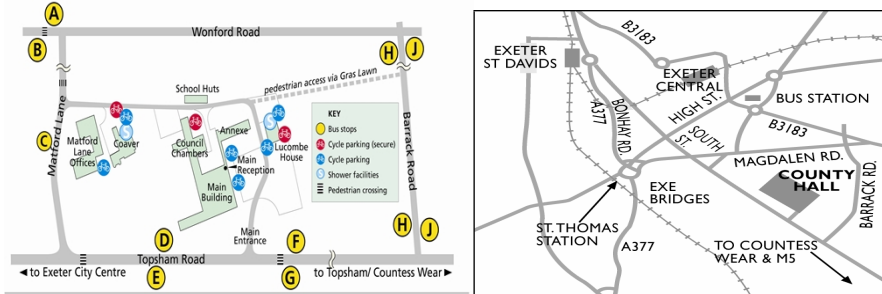 A
Wonford Road
B
H
J
pedestrian access via Gras Lawn
School Huts
Matford Lane
C
Matford
Lane
Offices
Coaver
Council
Chambers
Annexe
Lucombe
House
Main
Reception
Main
Building
Main
Entrance
Barrack Road
KEY
Bus stops
Cycle parking (secure)
Cycle parking
S Shower facilities
Pedestrian crossing
S
S
H
J
D
F
Topsham Road
E
G
to Exeter City Centre
to Topsham/ Countess Wear
B3183
EXETER
ST DAVIDS
EXETER
CENTRAL
A377
BONHAY RD.
HIGH ST.
BUS STATION
SOUTH
ST.
B3183
MAGDALEN RD.
COUNTY
HALL
BARRACK RD.
EXE
BRIDGES
ST. THOMAS
STATION
A377
TO COUNTESS
WEAR & M5